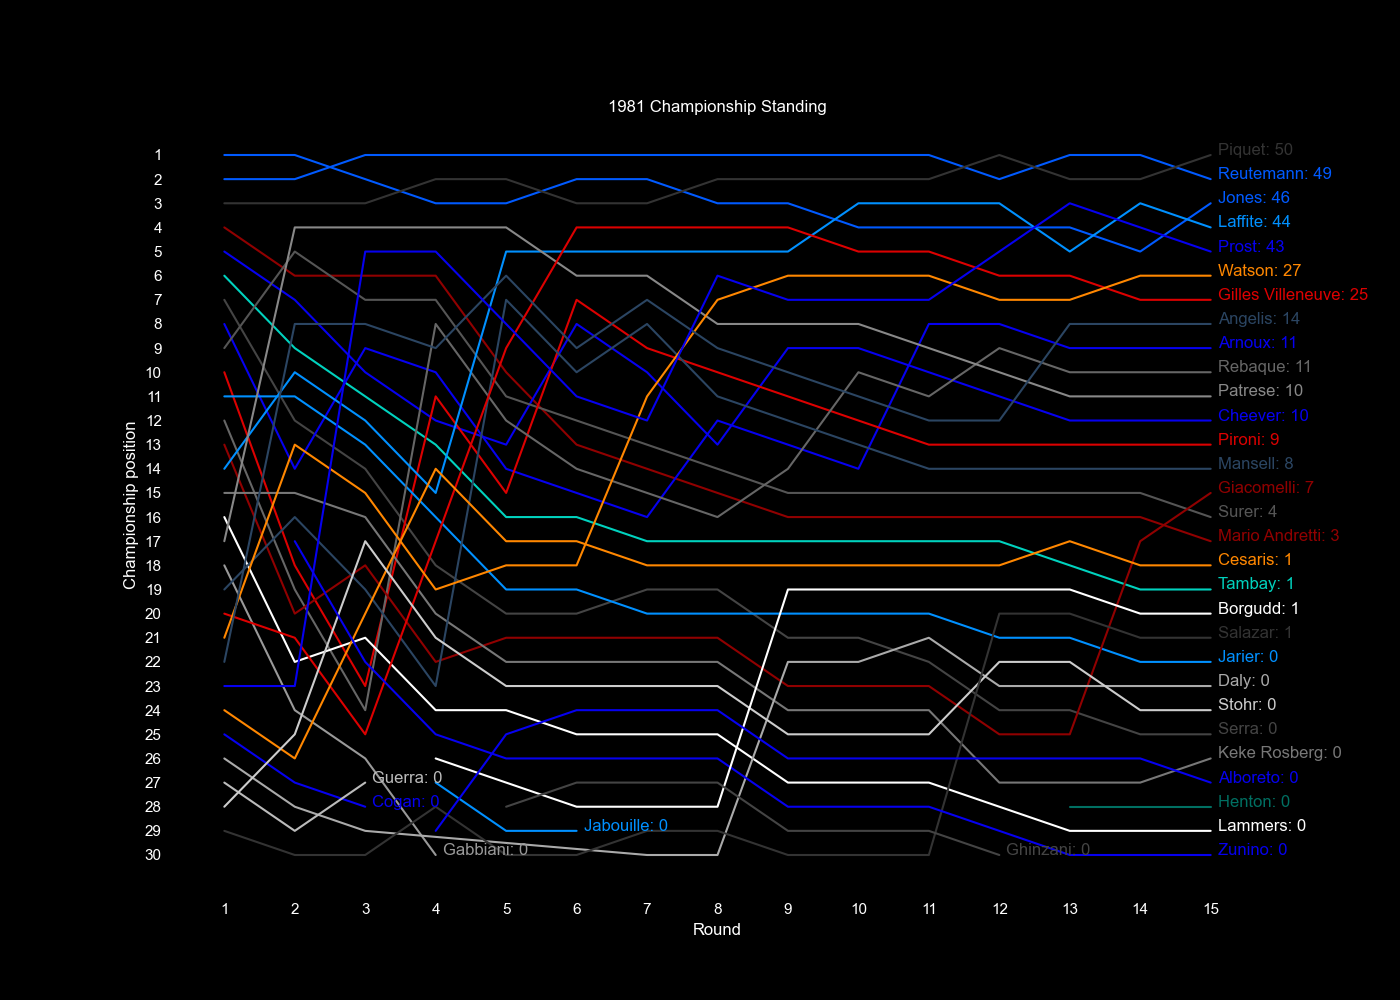 1981 Championship Standing
Championship position
1
2
3
4
5
6
7
8
9
10
11
12
13
14
15
16
17
18
19
20
21
22
23
24
25
26
27
28
29
30
Piquet: 50
Reutemann: 49
Jones: 46
Laffite: 44
Prost: 43
Watson: 27
Gilles Villeneuve: 25
Angelis: 14
Arnoux: 11
Rebaque: 11
Patrese: 10
Cheever: 10
Pironi: 9
Mansell: 8
Giacomelli: 7
Surer: 4
Mario Andretti: 3
Cesaris: 1
Tambay: 1
Borgudd: 1
Salazar: 1
Jarier: 0
Daly: 0
Stohr: 0
Serra: 0
Keke Rosberg: 0
Guerra: 0
Alboreto: 0
Cogan: 0
Henton: 0
Jabouille: 0
Lammers: 0
Gabbiani: 0
Ghinzani: 0
Zunino: 0
1 2 3 4 5 6 7 8 9 10 11 12 13 14 15
Round